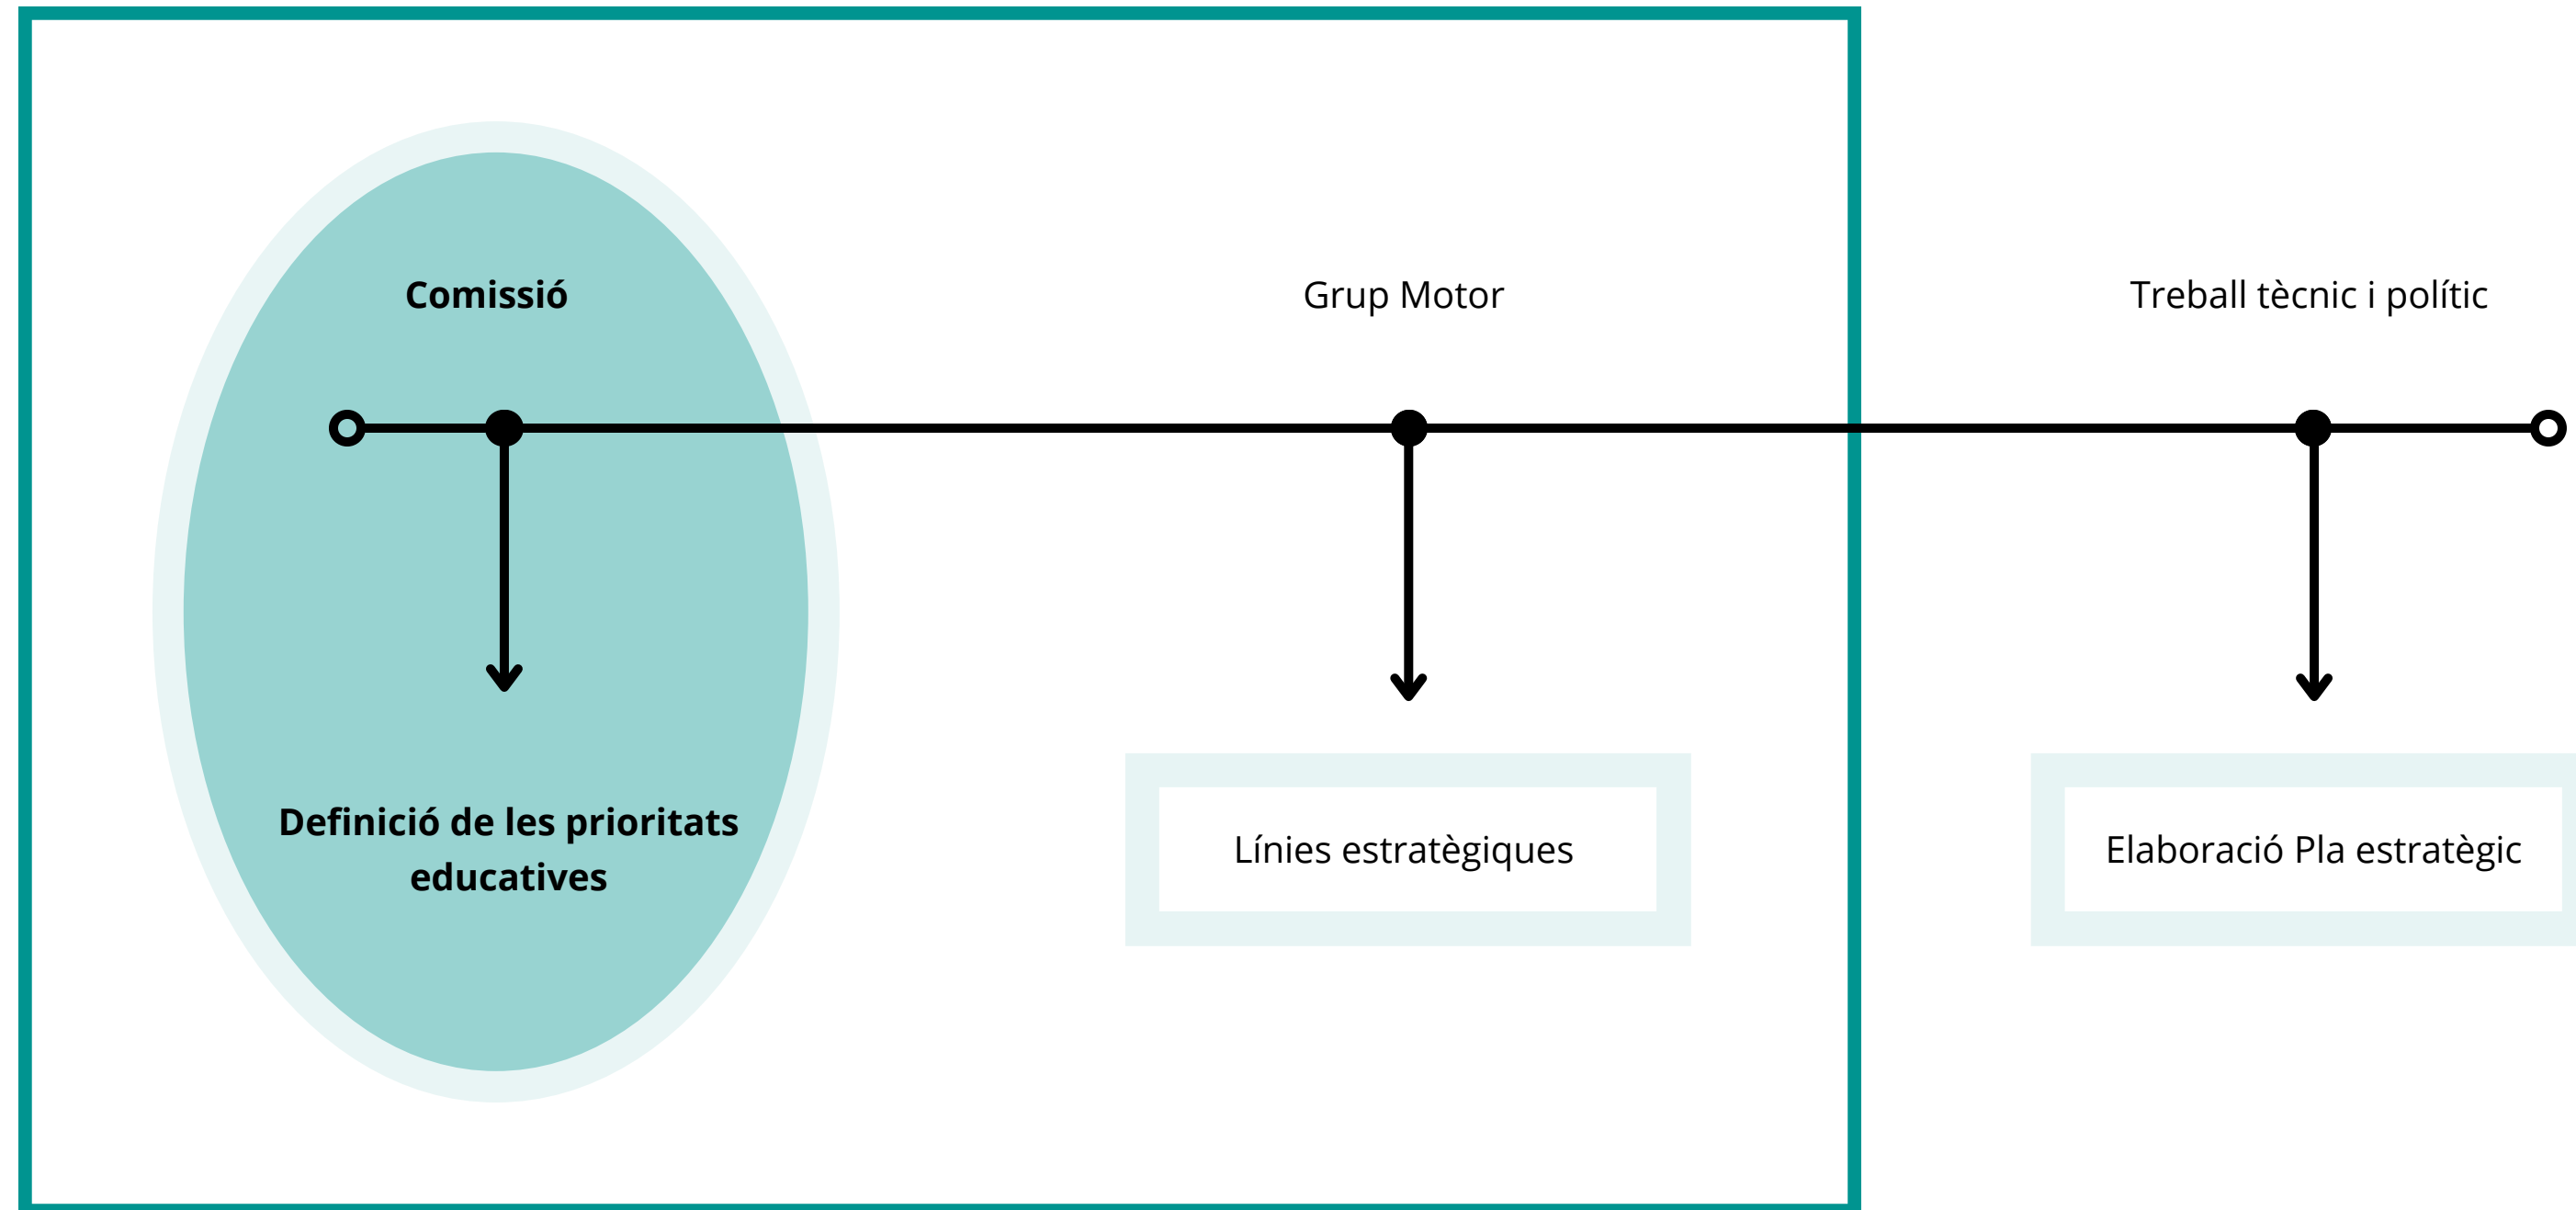 Comissió
Grup Motor
Treball tècnic i polític
Definició de les prioritats
educatives
Línies estratègiques
Elaboració Pla estratègic